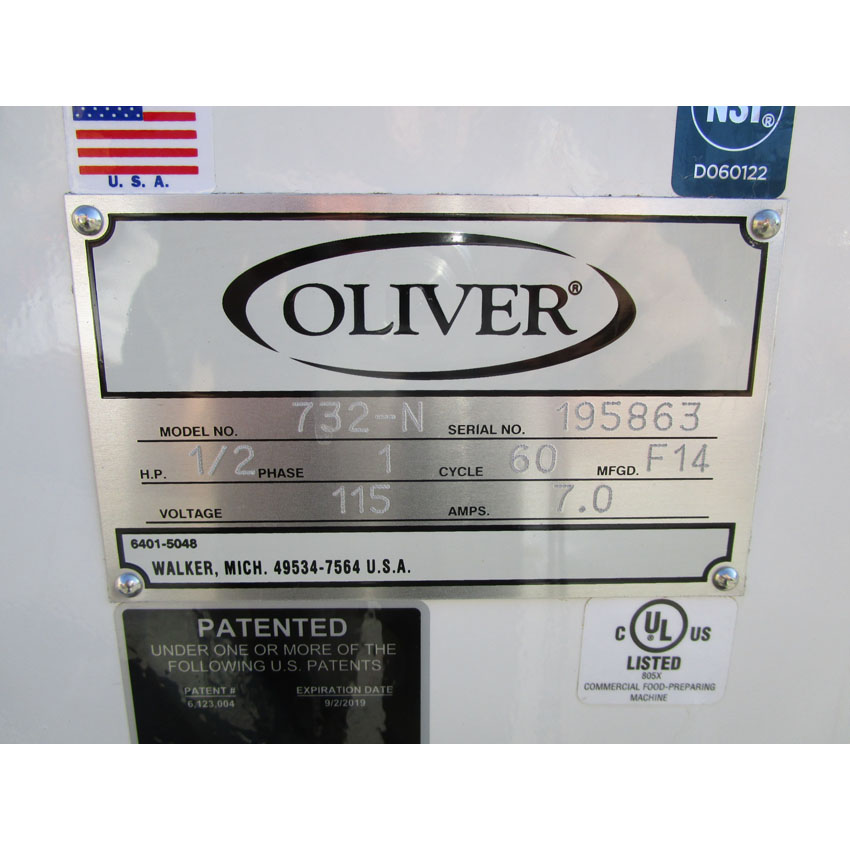 U. S. A.
NSF®
D060122
OLIVER®
MODEL NO. 732-N SERIAL NO. 195863
H.P. 1/2 PHASE 1 CYCLE 60 MFGD. F14
VOLTAGE 115 AMPS. 7.0
6401-5048
WALKER, MICH. 49534-7564 U.S.A.
PATENTED
UNDER ONE OR MORE OF THE
FOLLOWING U.S. PATENTS
PATENT # EXPIRATION DATE
6,123,004 9/2/2019
C UL US
LISTED
805X
COMMERCIAL FOOD-PREPARING
MACHINE